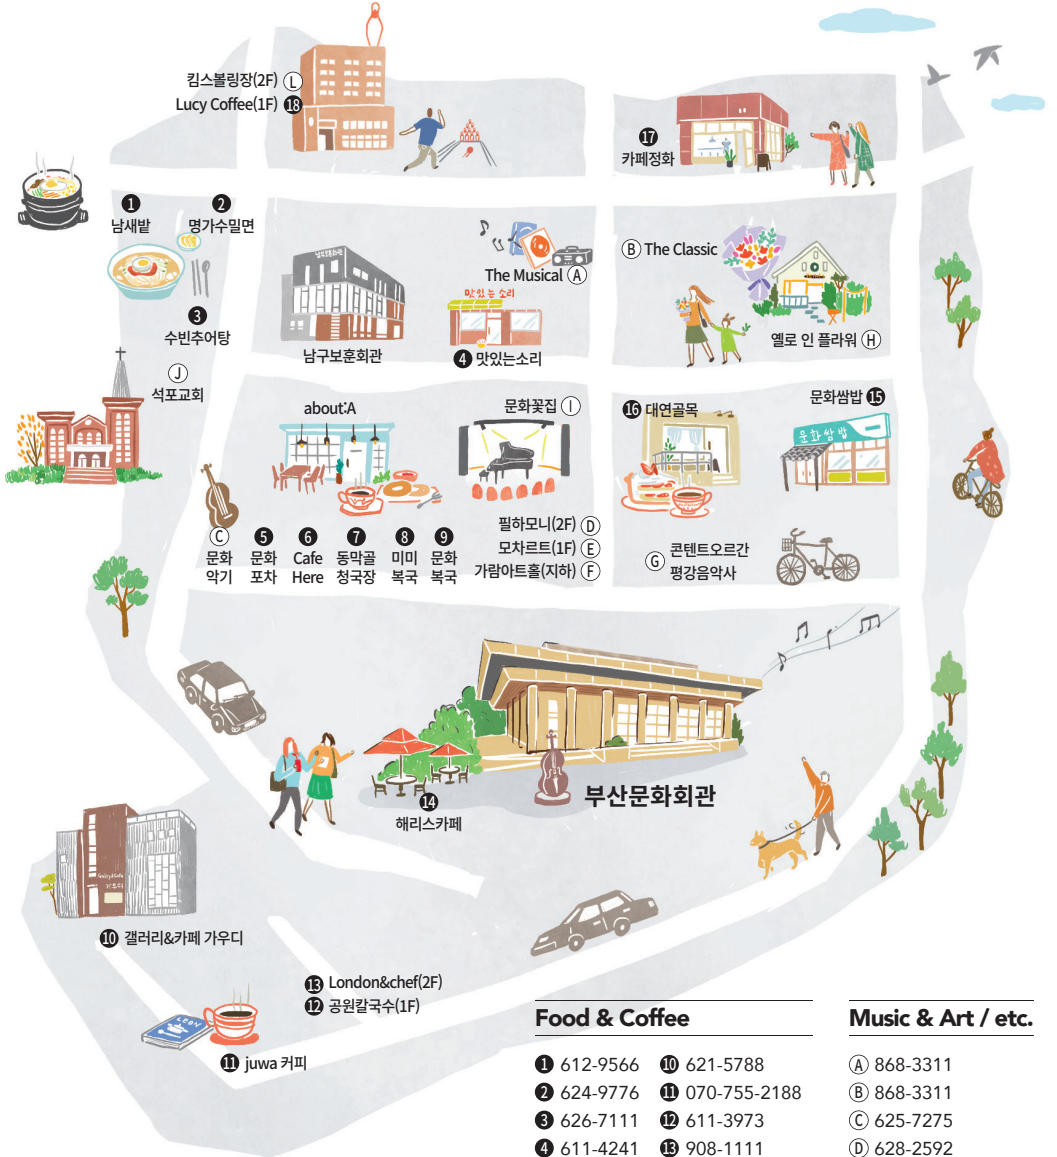 킴스볼링장(2F) Ⓛ
Lucy Coffee(1F) ⓲
⓱
카페정화
❶
남새밭
❷
명가수밀면
Ⓑ The Classic
The Musical Ⓐ
맛있는소리
❸
수빈추어탕
남구보훈회관
❹ 맛있는소리
옐로 인 플라워 Ⓗ
Ⓙ
석포교회
about:A
문화꽃집 Ⓘ
⓰ 대연골목
문화쌈밥 ⓯
문화쌈밥
필하모니(2F) Ⓓ
모차르트(1F) Ⓔ
가람아트홀(지하) Ⓕ
Ⓒ
문화
악기
❺
문화
포차
❻
Cafe
Here
❼
동막골
청국장
❽
미미
복국
❾
문화
복국
Ⓖ 콘텐트오르간
평강음악사
부산문화회관
⓮
해리스카페
❿ 갤러리&카페 가우디
⓭ London&chef(2F)
⓬ 공원칼국수(1F)
⓫ juwa 커피
Food & Coffee
❶ 612-9566
❷ 624-9776
❸ 626-7111
❹ 611-4241
❿ 621-5788
⓫ 070-755-2188
⓬ 611-3973
⓭ 908-1111
Music & Art / etc.
Ⓐ 868-3311
Ⓑ 868-3311
Ⓒ 625-7275
Ⓓ 628-2592